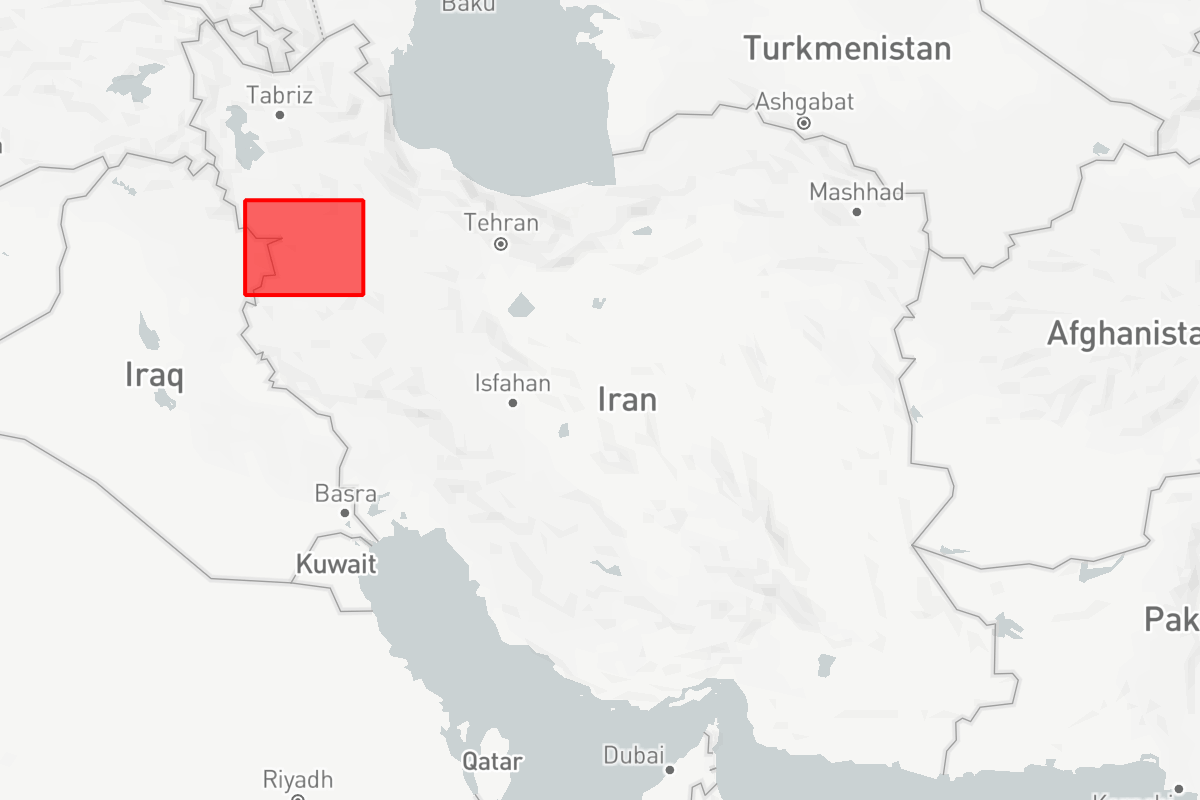 Baku
Turkmenistan
Tabriz
Ashgabat
Mashhad
Tehran
Afghanista
Iraq
Isfahan
Iran
Basra
Kuwait
Pak
Qatar
Dubai
Riyadh